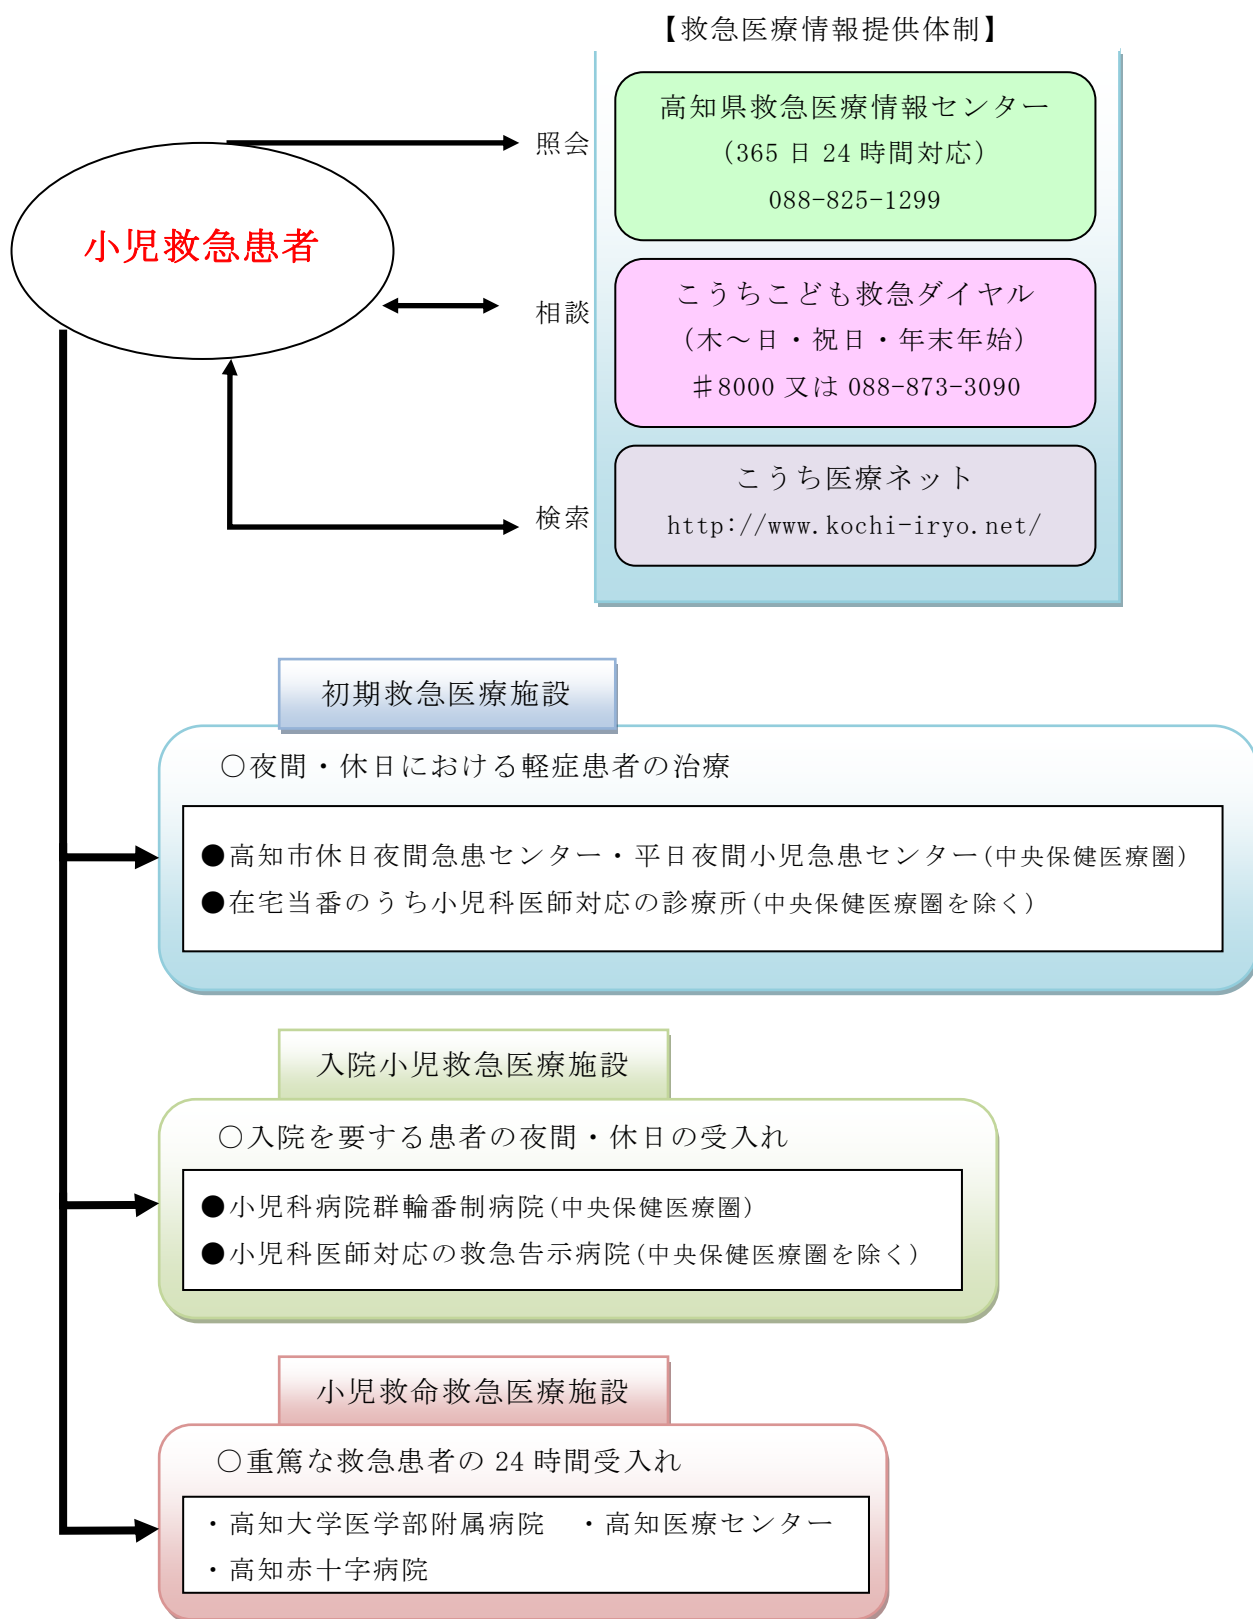 【救急医療情報提供体制】
高知県救急医療情報センター
(365 日 24 時間対応)
088-825-1299
照会
小児救急患者
こうちこども救急ダイヤル
(木～日・祝日・年末年始)
♯8000 又は 088-873-3090
相談
こうち医療ネット
http://www.kochi-iryo.net/
検索
初期救急医療施設
○夜間・休日における軽症患者の治療
●高知市休日夜間急患センター・平日夜間小児急患センター(中央保健医療圏)
●在宅当番のうち小児科医師対応の診療所(中央保健医療圏を除く)
入院小児救急医療施設
○入院を要する患者の夜間・休日の受入れ
●小児科病院群輪番制病院(中央保健医療圏)
●小児科医師対応の救急告示病院(中央保健医療圏を除く)
小児救命救急医療施設
○重篤な救急患者の 24 時間受入れ
・高知大学医学部附属病院　・高知医療センター
・高知赤十字病院